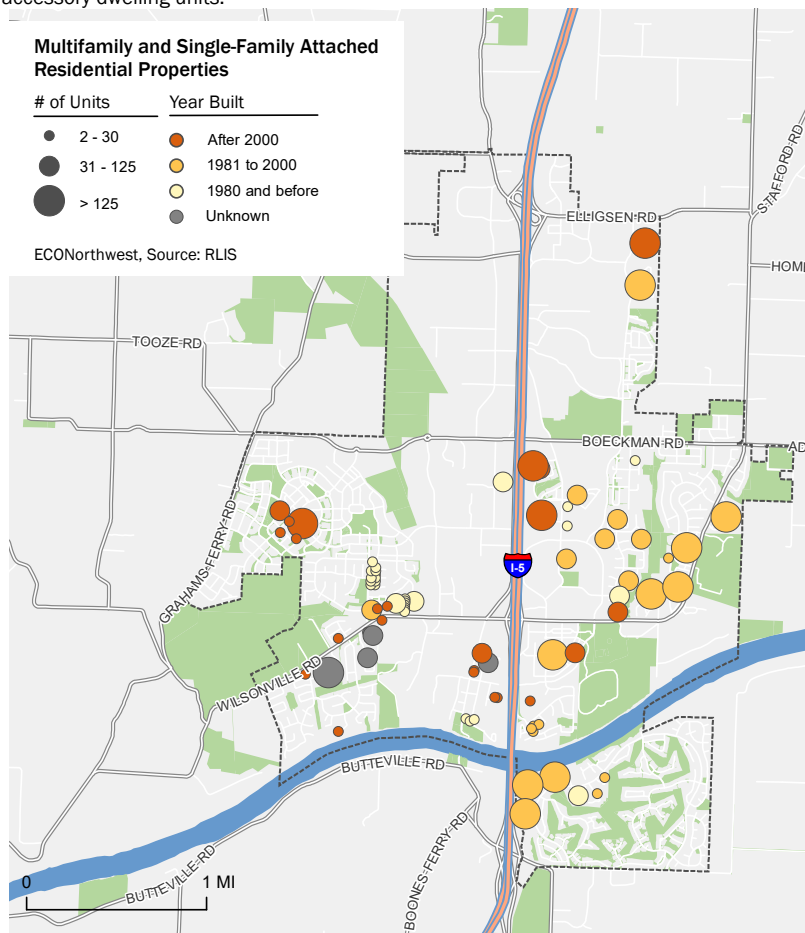 accessory dwelling units.
Multifamily and Single-Family Attached
Residential Properties
# of Units
Year Built
2 - 30
31 - 125
> 125
After 2000
1981 to 2000
1980 and before
Unknown
ECONorthwest, Source: RLIS
ELLIGSEN RD
STAFFORD RD
HOM
TOOZE RD
BOECKMAN RD
AD
GRAHAMS FERRY RD
I-5
WILSONVILLE RD
BUTTEVILLE RD
BUTTEVILLE RD
BOONES FERRY RD
0
1 MI